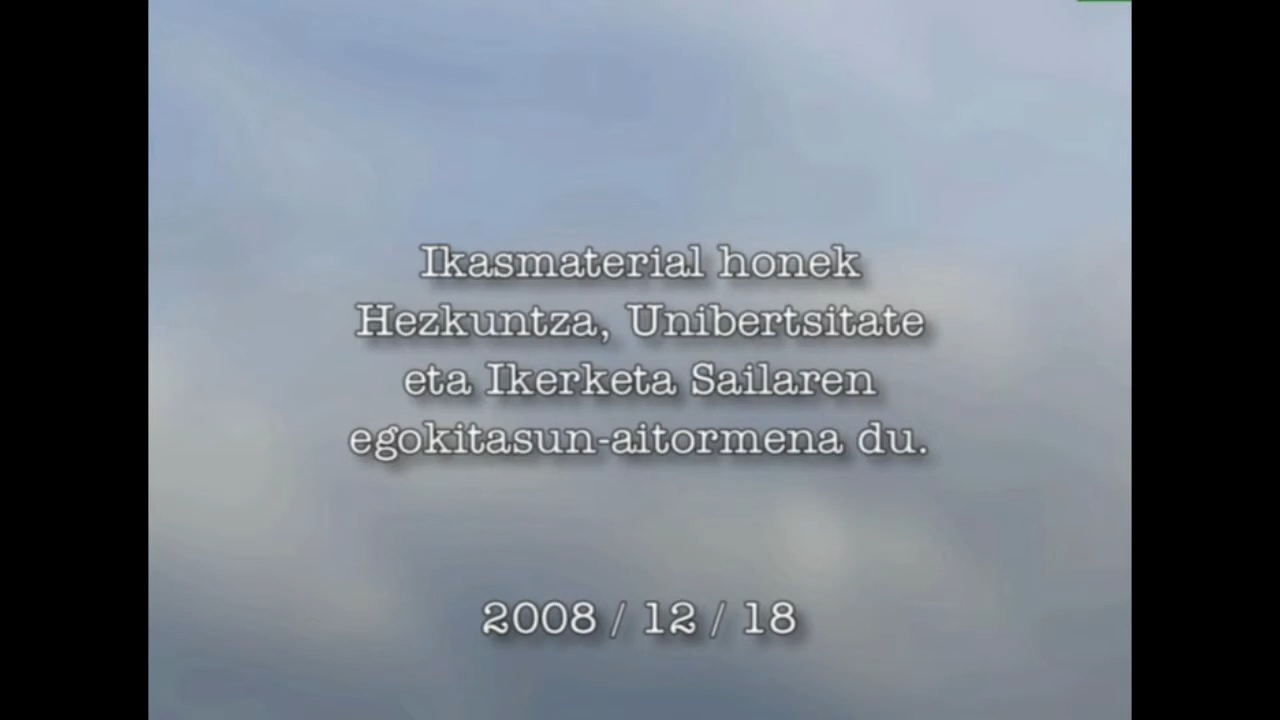 Ikasmaterial honek
Hezkuntza, Unibertsitate
eta Ikerketa Sailaren
egokitasun-aitormena du.
2008 / 12 / 18